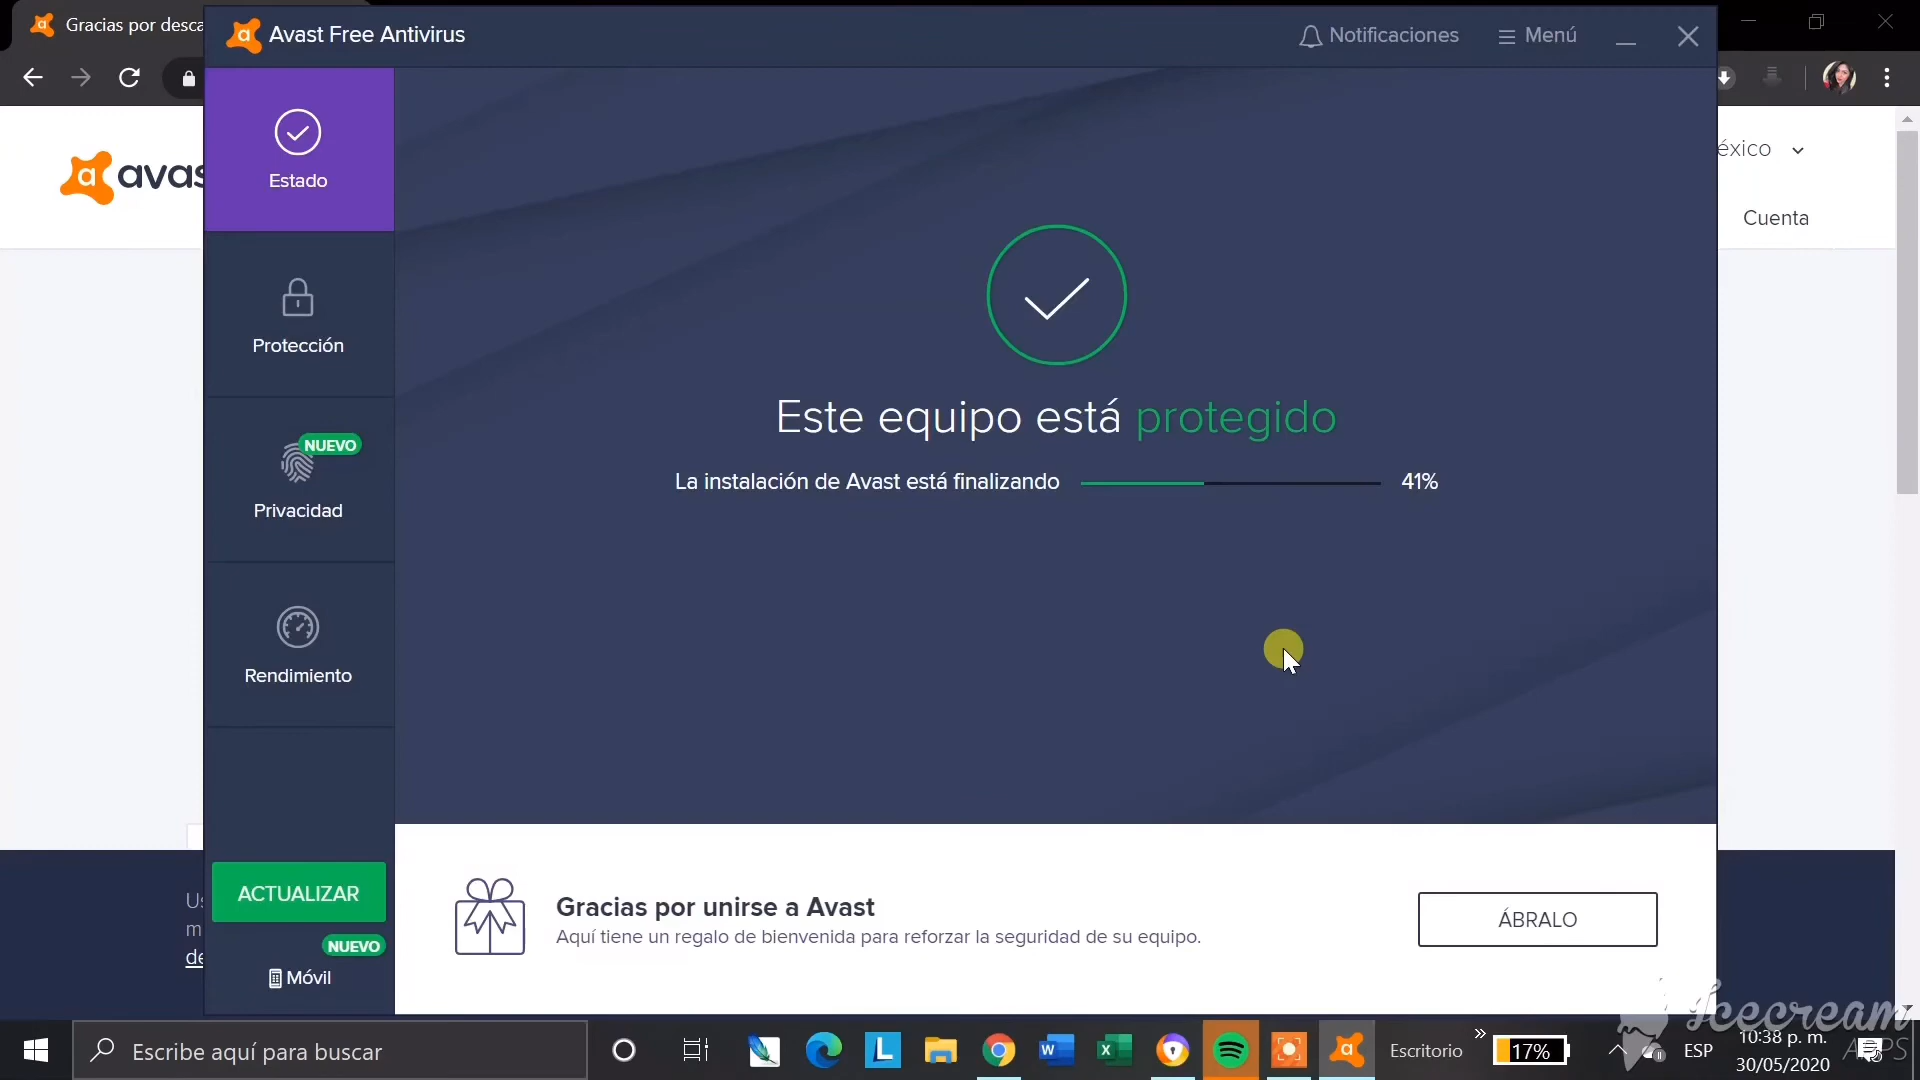 Gracias por desca
Avast Free Antivirus
Notificaciones
Menú
avas
éxico
Cuenta
Estado
Protección
NUEVO
Privacidad
Rendimiento
Este equipo está protegido
La instalación de Avast está finalizando 41%
ACTUALIZAR
NUEVO
Móvil
Gracias por unirse a Avast
Aquí tiene un regalo de bienvenida para reforzar la seguridad de su equipo.
ÁBRALO
Us
m
de
Icecream
APPS
Escribe aquí para buscar
Escritorio
17%
ESP
10:38 p. m.
30/05/2020